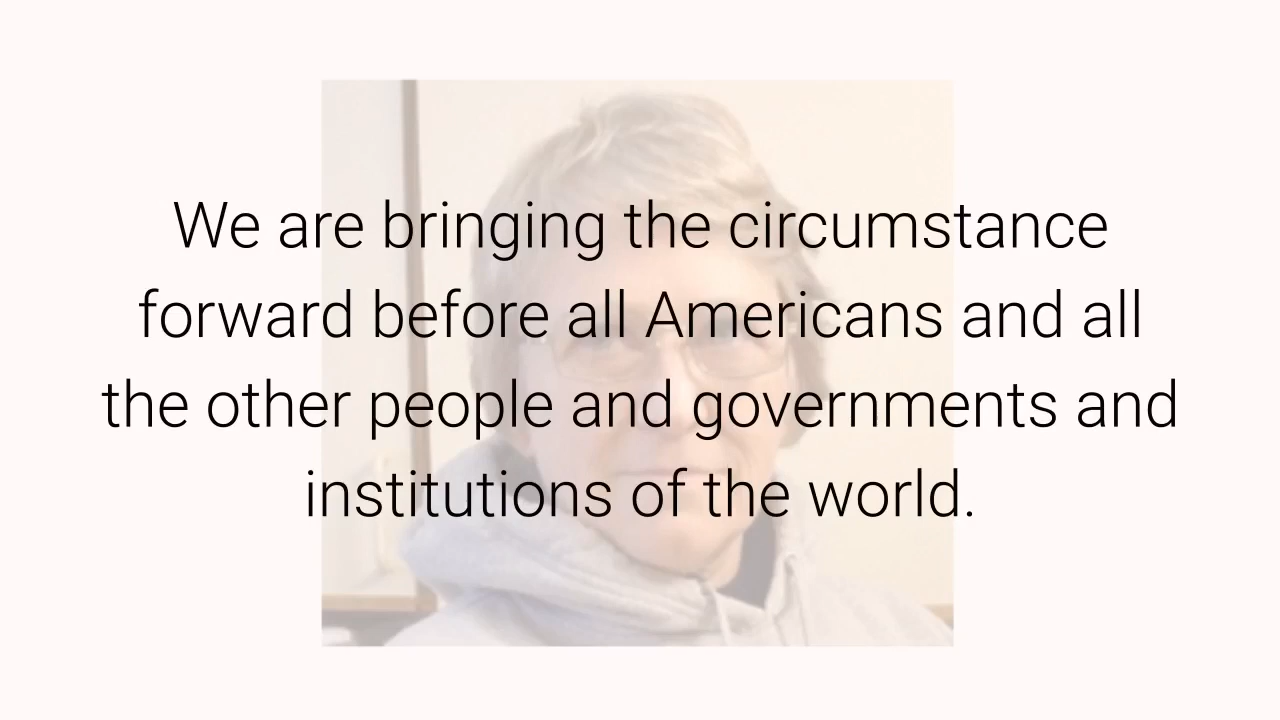 We are bringing the circumstance
forward before all Americans and all
the other people and governments and
institutions of the world.